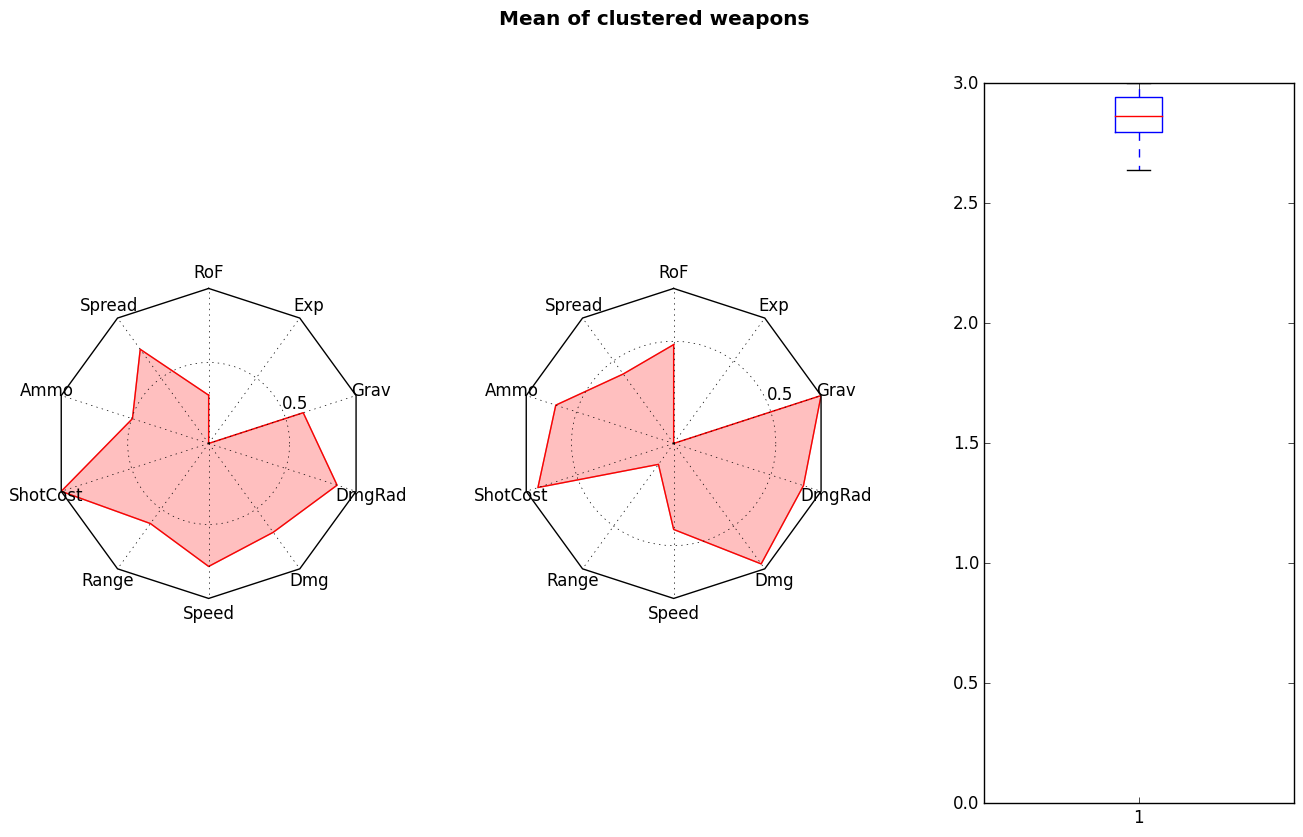 Mean of clustered weapons
RoF
Exp
Spread
0.5
Grav
Ammo
ShotCost
DmgRad
Range
Dmg
Speed
RoF
Exp
Spread
0.5
Grav
Ammo
ShotCost
DmgRad
Range
Dmg
Speed
3.0
2.5
2.0
1.5
1.0
0.5
0.0
1